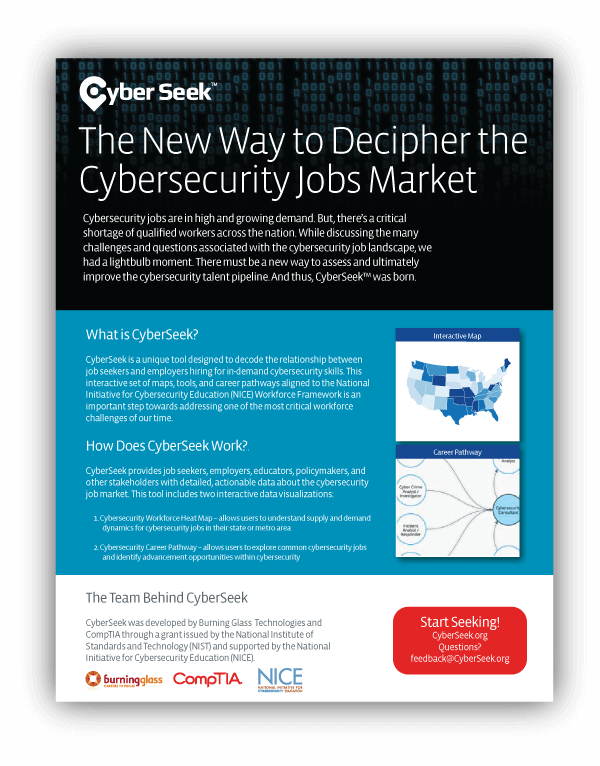 Cyber Seek™
The New Way to Decipher the
Cybersecurity Jobs Market
Cybersecurity jobs are in high and growing demand. But, there's a critical
shortage of qualified workers across the nation. While discussing the many
challenges and questions associated with the cybersecurity job landscape, we
had a lightbulb moment. There must be a new way to assess and ultimately
improve the cybersecurity talent pipeline. And thus, CyberSeek™ was born.
What is CyberSeek?
CyberSeek is a unique tool designed to decode the relationship between
job seekers and employers hiring for in-demand cybersecurity skills. This
interactive set of maps, tools, and career pathways aligned to the National
Initiative for Cybersecurity Education (NICE) Workforce Framework is an
important step towards addressing one of the most critical workforce
challenges of our time.
How Does CyberSeek Work?.
CyberSeek provides job seekers, employers, educators, policymakers, and
other stakeholders with detailed, actionable data about the cybersecurity
job market. This tool includes two interactive data visualizations:
1. Cybersecurity Workforce Heat Map – allows users to understand supply and demand
dynamics for cybersecurity jobs in their state or metro area
2. Cybersecurity Career Pathway – allows users to explore common cybersecurity jobs
and identify advancement opportunities within cybersecurity
Interactive Map
Career Pathway
Analyst
Cyber Crime
Analyst /
Investigator
Cybersecurity
Consultant
Incident
Analyst /
Responder
The Team Behind CyberSeek
CyberSeek was developed by Burning Glass Technologies and
CompTIA through a grant issued by the National Institute of
Standards and Technology (NIST) and supported by the National
Initiative for Cybersecurity Education (NICE).
burningglass
CompTIA.
NICE
NATIONAL INITIATIVE FOR
CYBERSECURITY EDUCATION
Start Seeking!
CyberSeek.org
Questions?
feedback@CyberSeek.org